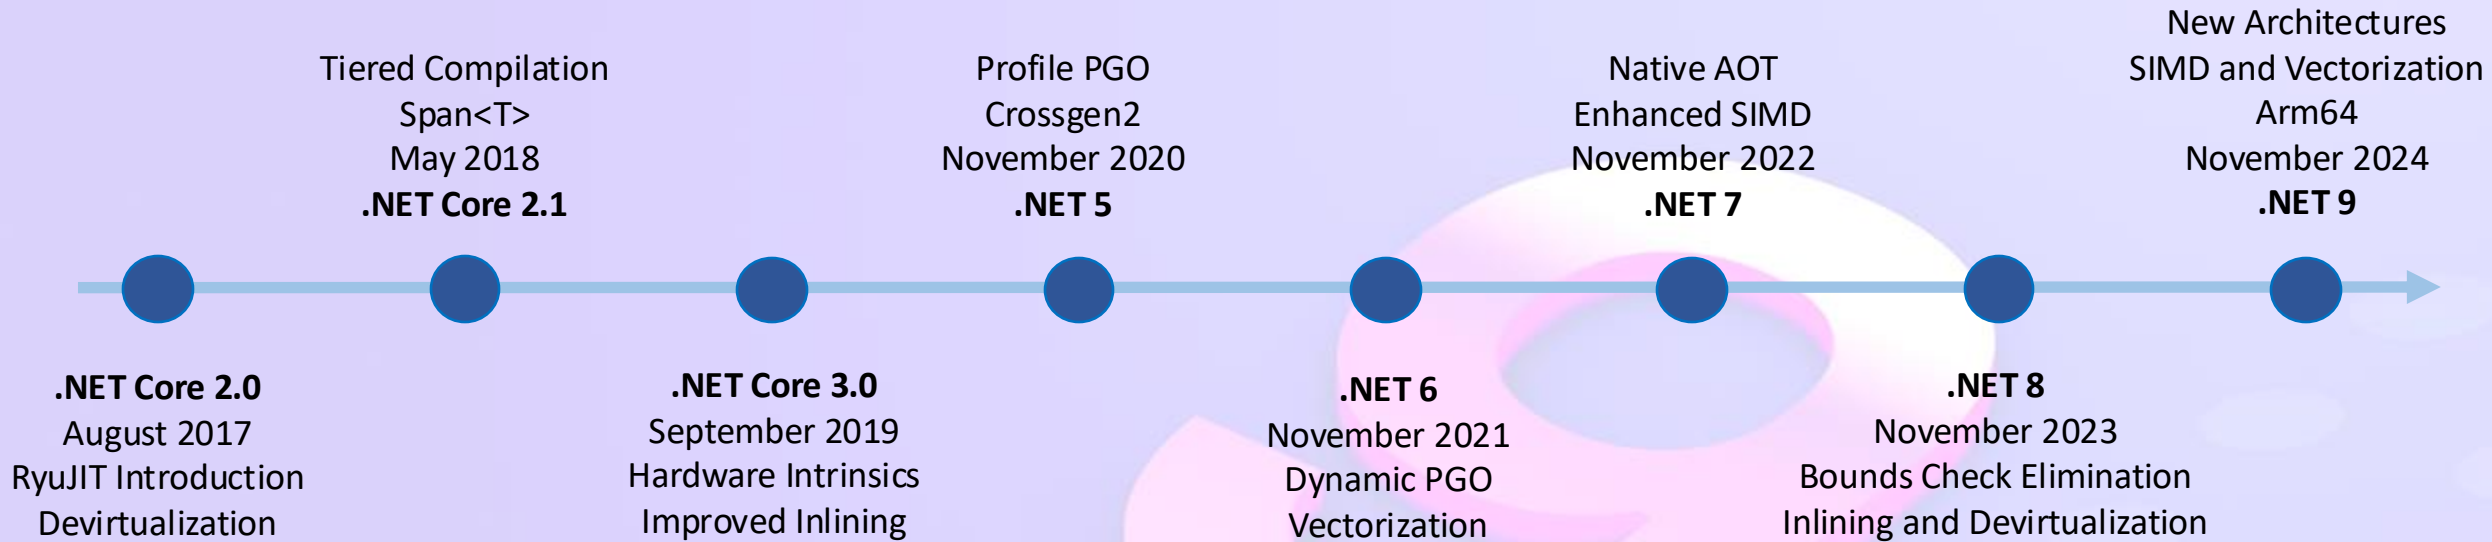 .NET Core 2.0
August 2017
RyuJIT Introduction
Devirtualization
Tiered Compilation
Span<T>
May 2018
.NET Core 2.1
.NET Core 3.0
September 2019
Hardware Intrinsics
Improved Inlining
Profile PGO
Crossgen2
November 2020
.NET 5
.NET 6
November 2021
Dynamic PGO
Vectorization
Native AOT
Enhanced SIMD
November 2022
.NET 7
.NET 8
November 2023
Bounds Check Elimination
Inlining and Devirtualization
New Architectures
SIMD and Vectorization
Arm64
November 2024
.NET 9